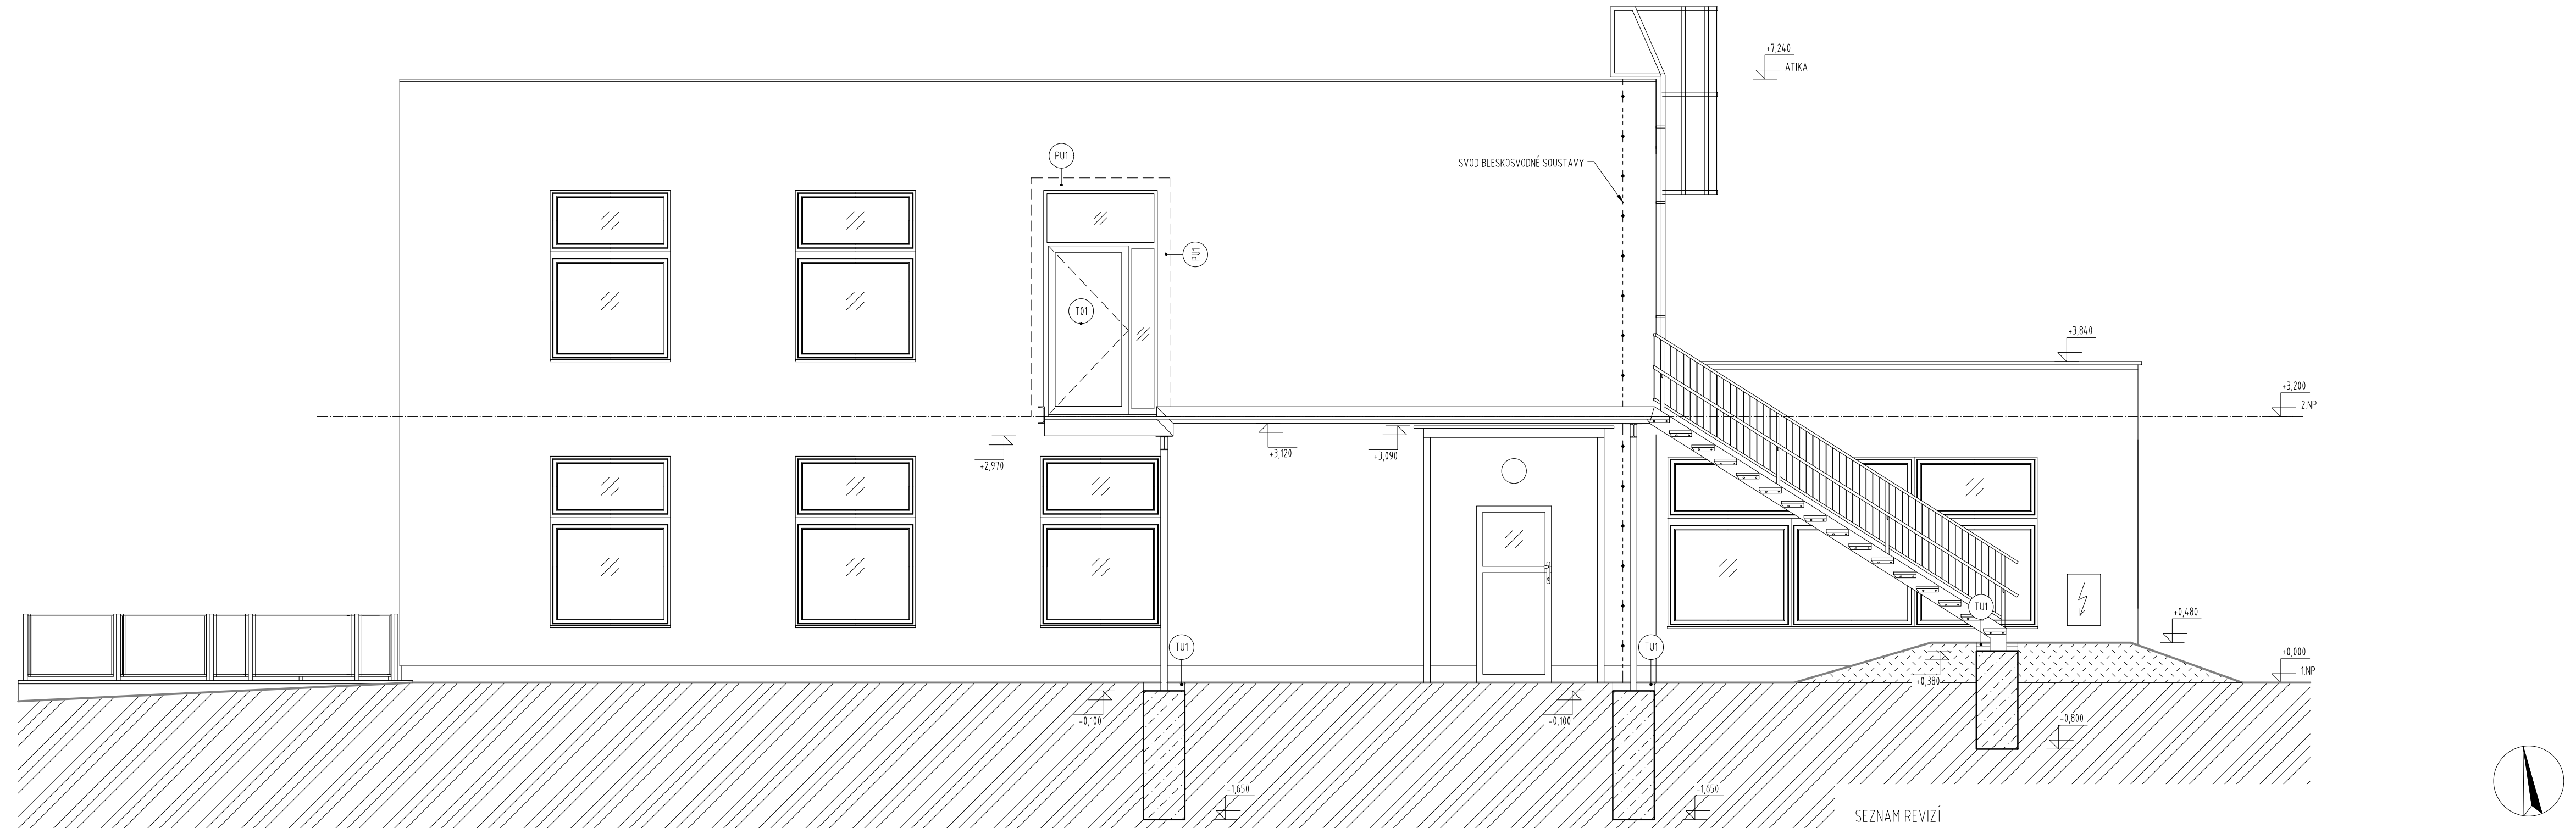 +7,240
ATIKA
PU1
SVOD BLESKOSVODNÉ SOUSTAVY
PU1
T01
+3,840
+3,200
2.NP
+2,970
+3,120
+3,090
TU1
+0,480
TU1
TU1
±0,000
1.NP
+0,380
-0,100
-0,100
-0,800
-1,650
-1,650
SEZNAM REVIZÍ